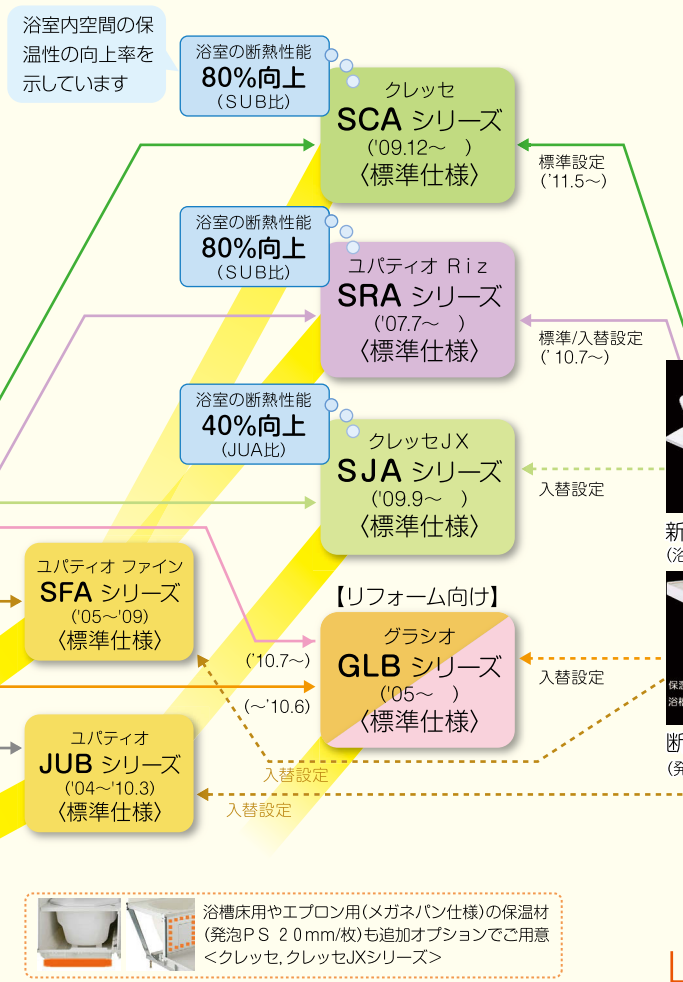 浴室内空間の保
温性の向上率を
示しています
浴室の断熱性能
80%向上
(SUB比)
クレッセ
SCA シリーズ
('09.12～　)
〈標準仕様〉
標準設定
('11.5～)
浴室の断熱性能
80%向上
(SUB比)
ユパティオ Riz
SRA シリーズ
('07.7～　)
〈標準仕様〉
標準/入替設定
('10.7～)
浴室の断熱性能
40%向上
(JUA比)
クレッセJX
SJA シリーズ
('09.9～　)
〈標準仕様〉
入替設定
新
(浴
ユパティオ ファイン
SFA シリーズ
('05～'09)
〈標準仕様〉
【リフォーム向け】
グラシオ
GLB シリーズ
('05～　)
〈標準仕様〉
('10.7～)
(～'10.6)
入替設定
保温
浴槽
断
(発
ユパティオ
JUB シリーズ
('04～'10.3)
〈標準仕様〉
入替設定
入替設定
浴槽床用やエプロン用(メガネパン仕様)の保温材
(発泡PS 20mm/枚)も追加オプションでご用意
<クレッセ,クレッセJXシリーズ>